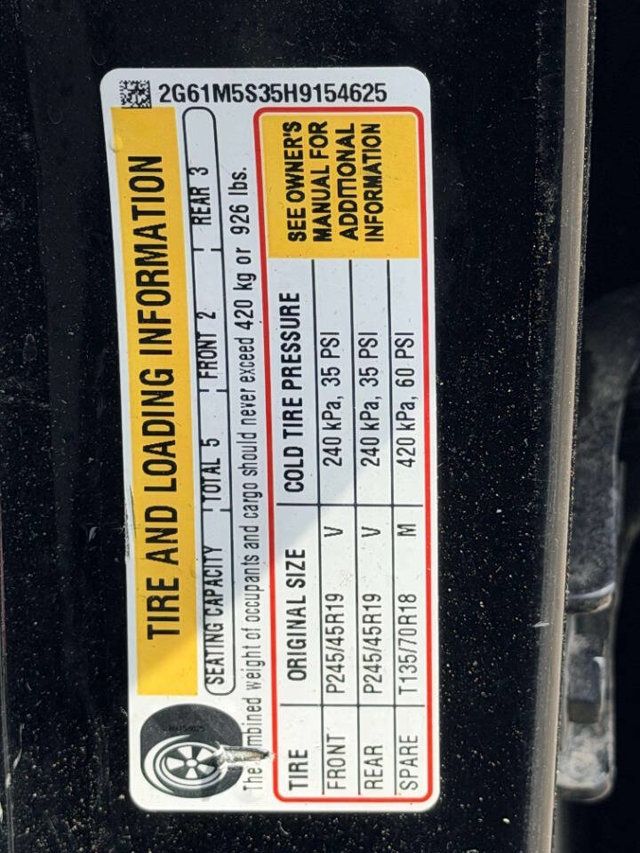 2G61M5S35H9154625
TIRE AND LOADING INFORMATION
SEATING CAPACITY TOTAL 5 FRONT 2 REAR 3
The combined weight of occupants and cargo should never exceed 420 kg or 926 lbs.
TIRE ORIGINAL SIZE COLD TIRE PRESSURE
FRONT P245/45R19 V 240 kPa, 35 PSI
REAR P245/45R19 V 240 kPa, 35 PSI
SPARE T135/70R18 M 420 kPa, 60 PSI
SEE OWNER'S
MANUAL FOR
ADDITIONAL
INFORMATION